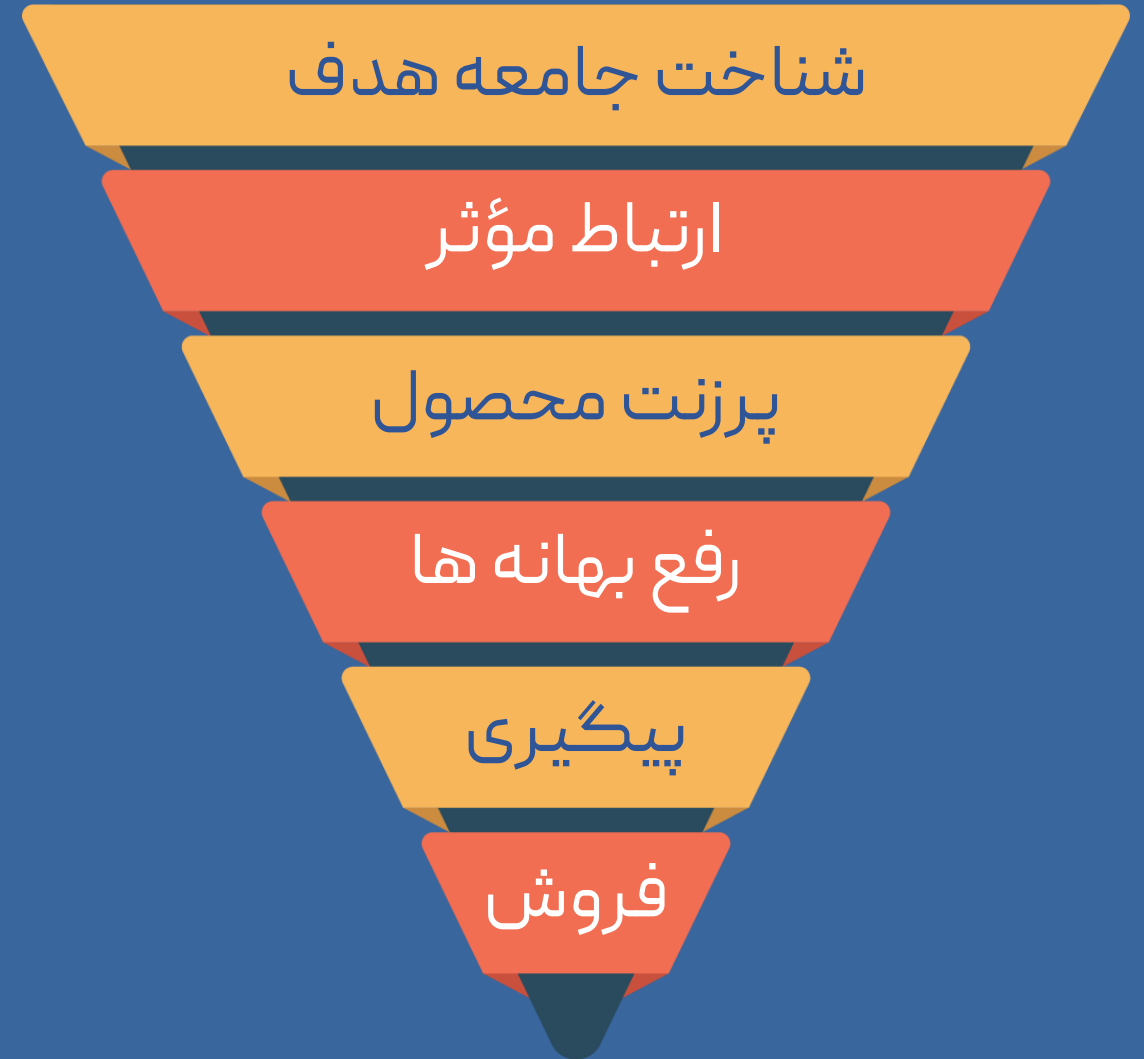 شناخت جامعه هدف
ارتباط مؤثر
پرزنت محصول
رفع بهانه ها
پیگیری
فروش